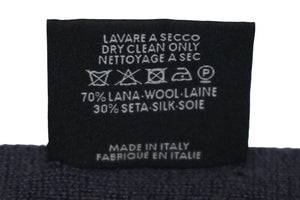 LAVARE A SECCO
DRY CLEAN ONLY
NETTOYAGE A SEC
P
70% LANA-WOOL-LAINE
30% SETA-SILK-SOIE
MADE IN ITALY
FABRIQUE EN ITALIE